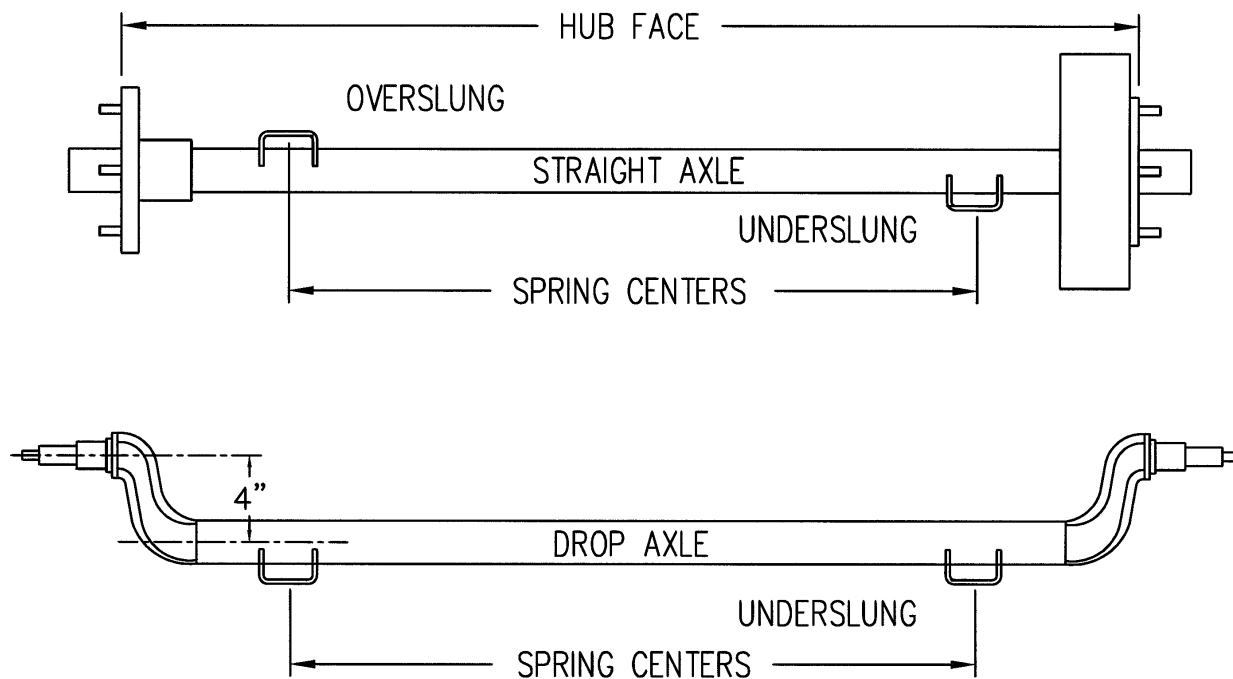 HUB FACE
OVERSLUNG
STRAIGHT AXLE
UNDERSLUNG
SPRING CENTERS
4”
DROP AXLE
UNDERSLUNG
SPRING CENTERS